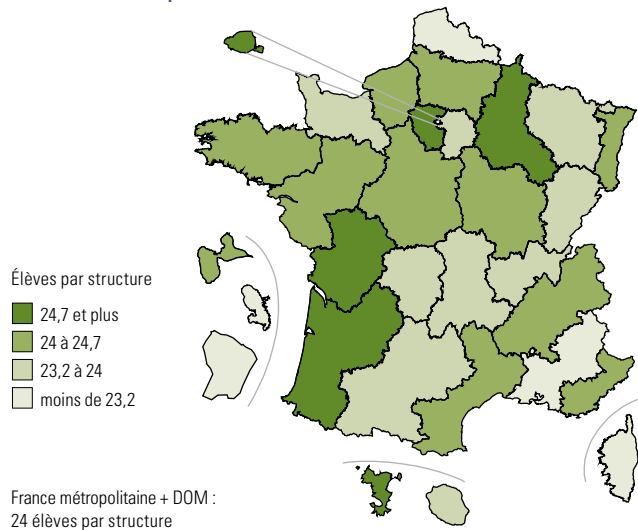 Élèves par structure
24,7 et plus
24 à 24,7
23,2 à 24
moins de 23,2
France métropolitaine + DOM :
24 élèves par structure